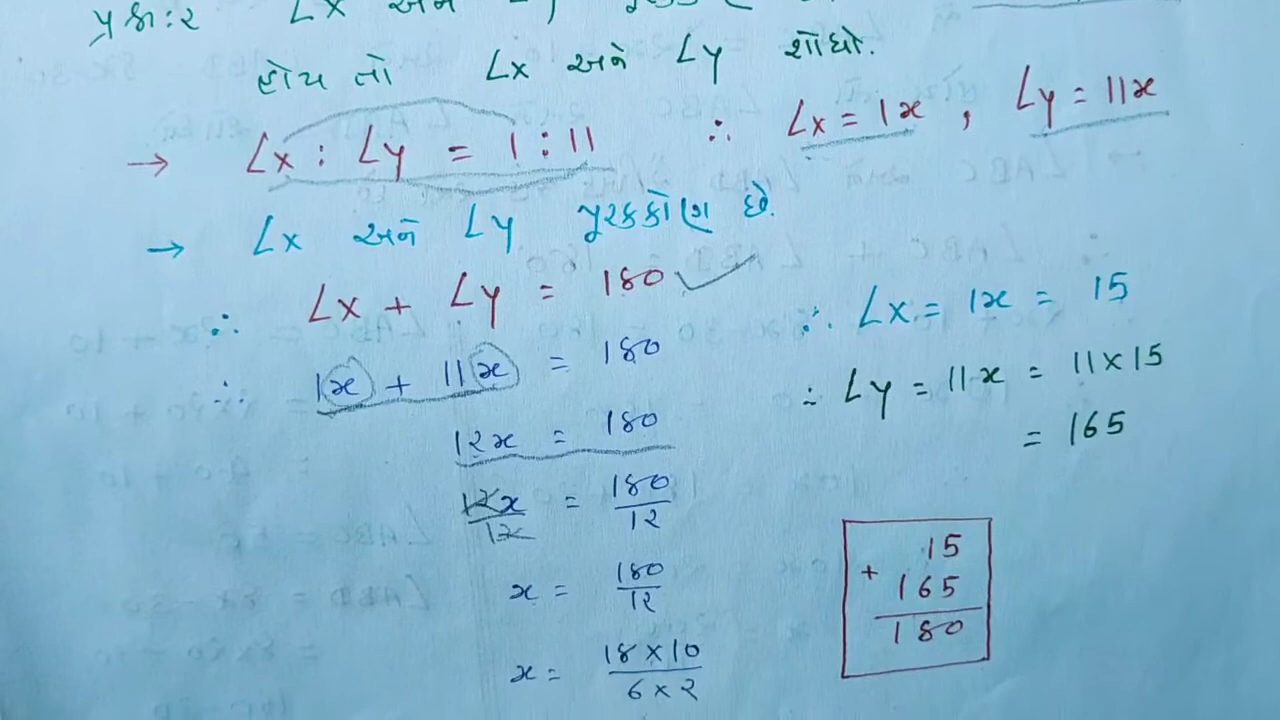 પ્રશ્ન:૨ ∠x અને
હોય તો ∠x અને ∠y શોધો.
→ ∠x : ∠y = 1 : 11 ∴ ∠x = 1x , ∠y = 11x
→ ∠x અને ∠y પૂરકકોણ છે.
∴ ∠x + ∠y = 180
∴ 1x + 11x = 180
12x = 180
12x/12 = 180/12
x = 180/12
x = 18 × 10 / 6 × 2
∴ ∠x = 1x = 15
∴ ∠y = 11x = 11 × 15
= 165
15
+ 165
180